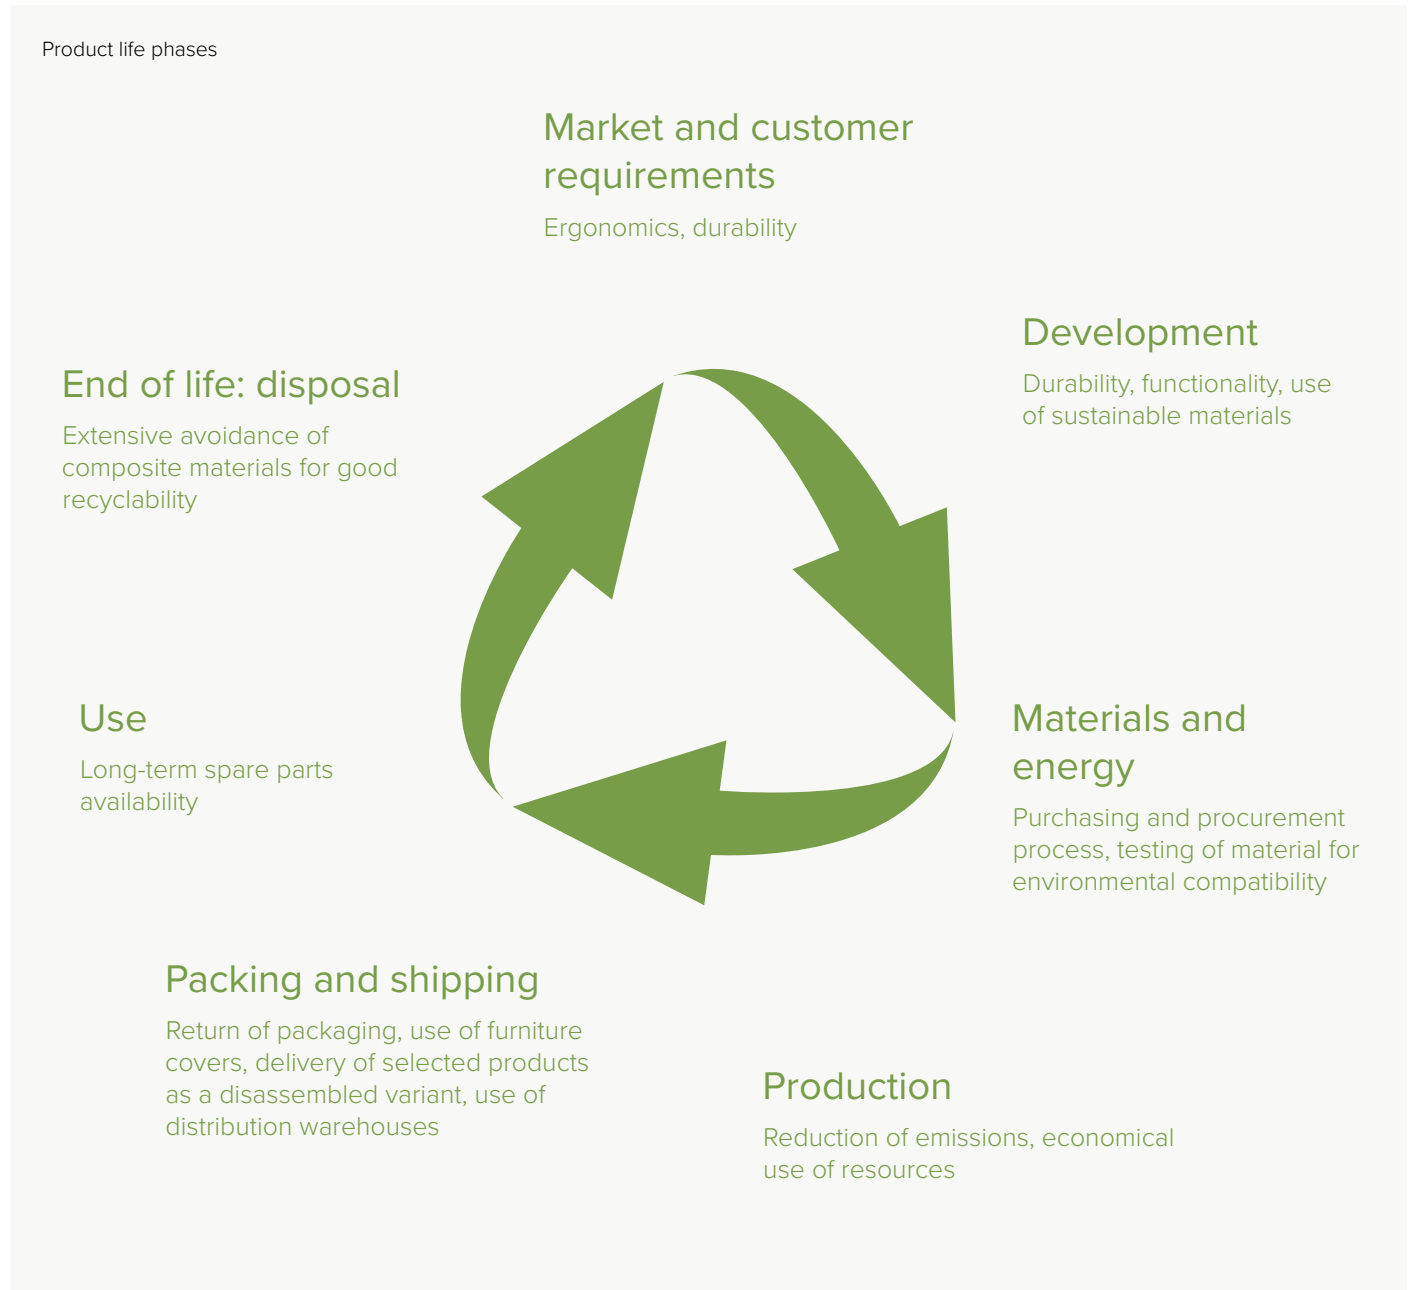 Product life phases
Market and customer
requirements
Ergonomics, durability
Development
Durability, functionality, use
of sustainable materials
End of life: disposal
Extensive avoidance of
composite materials for good
recyclability
Use
Long-term spare parts
availability
Materials and
energy
Purchasing and procurement
process, testing of material for
environmental compatibility
Packing and shipping
Return of packaging, use of furniture
covers, delivery of selected products
as a disassembled variant, use of
distribution warehouses
Production
Reduction of emissions, economical
use of resources